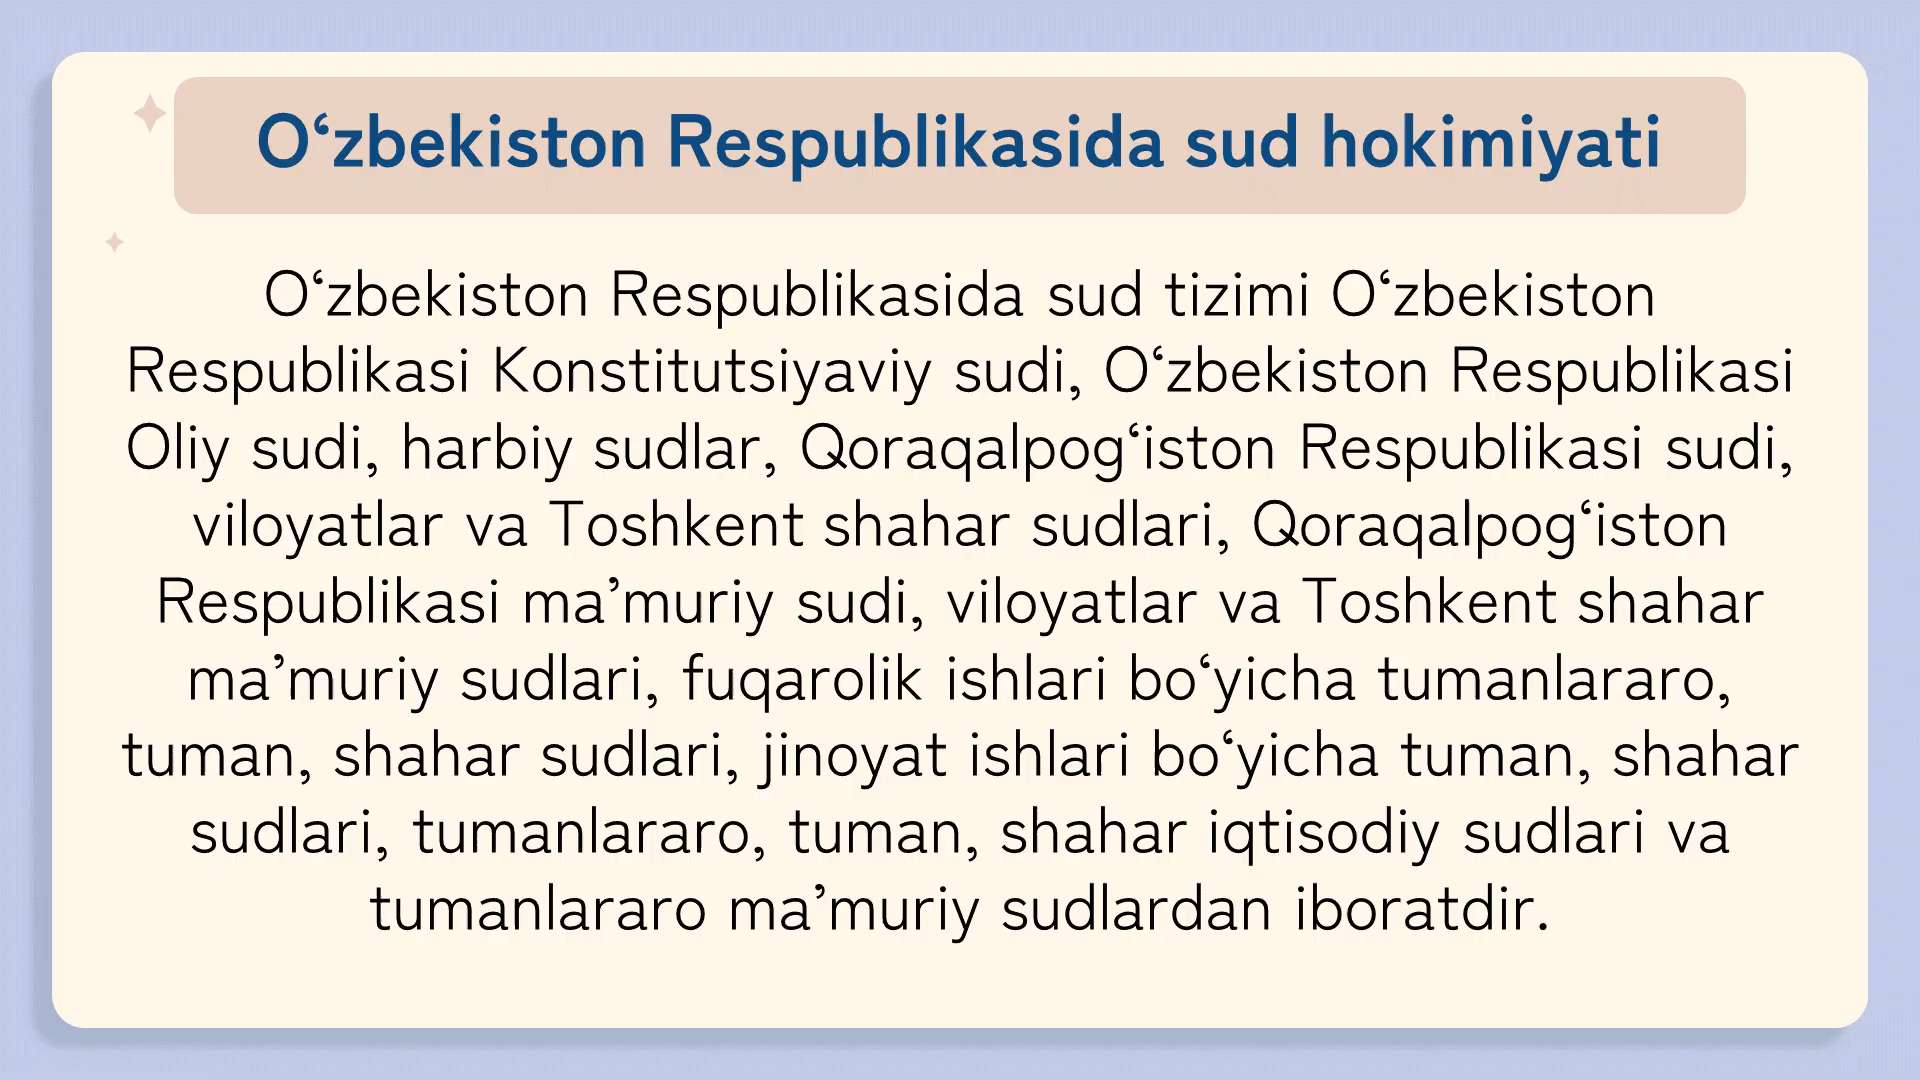 O‘zbekiston Respublikasida sud hokimiyati
O‘zbekiston Respublikasida sud tizimi O‘zbekiston
Respublikasi Konstitutsiyaviy sudi, O‘zbekiston Respublikasi
Oliy sudi, harbiy sudlar, Qoraqalpog‘iston Respublikasi sudi,
viloyatlar va Toshkent shahar sudlari, Qoraqalpog‘iston
Respublikasi ma’muriy sudi, viloyatlar va Toshkent shahar
ma’muriy sudlari, fuqarolik ishlari bo‘yicha tumanlararo,
tuman, shahar sudlari, jinoyat ishlari bo‘yicha tuman, shahar
sudlari, tumanlararo, tuman, shahar iqtisodiy sudlari va
tumanlararo ma’muriy sudlardan iboratdir.